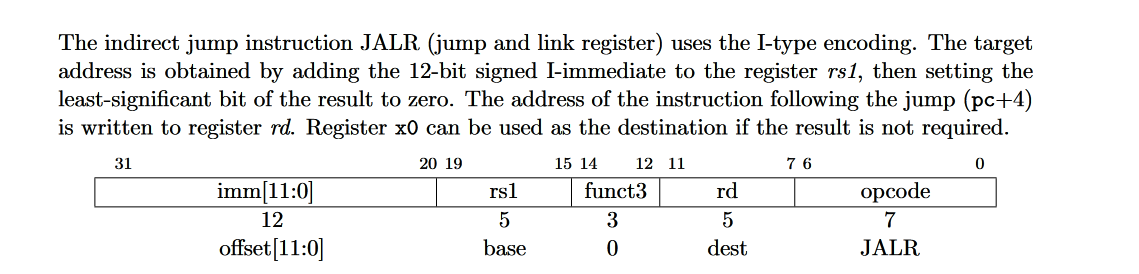 The indirect jump instruction JALR (jump and link register) uses the I-type encoding. The target
address is obtained by adding the 12-bit signed I-immediate to the register rs1, then setting the
least-significant bit of the result to zero. The address of the instruction following the jump (pc+4)
is written to register rd. Register x0 can be used as the destination if the result is not required.
31 20 19 15 14 12 11 7 6 0
imm[11:0] rs1 funct3 rd opcode
12 5 3 5 7
offset[11:0] base 0 dest JALR